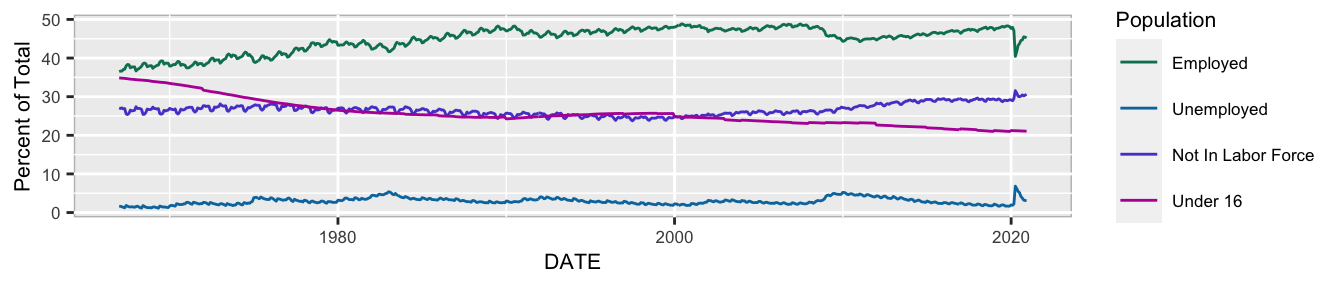 Percent of Total
50
40
30
20
10
0
1980
2000
2020
DATE
Population
Employed
Unemployed
Not In Labor Force
Under 16